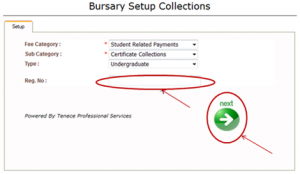 Bursary Setup Collections
Setup
Fee Category : * Student Related Payments
Sub Category : * Certificate Collections
Type : Undergraduate
Reg. No :
next
Powered By Tenece Professional Services